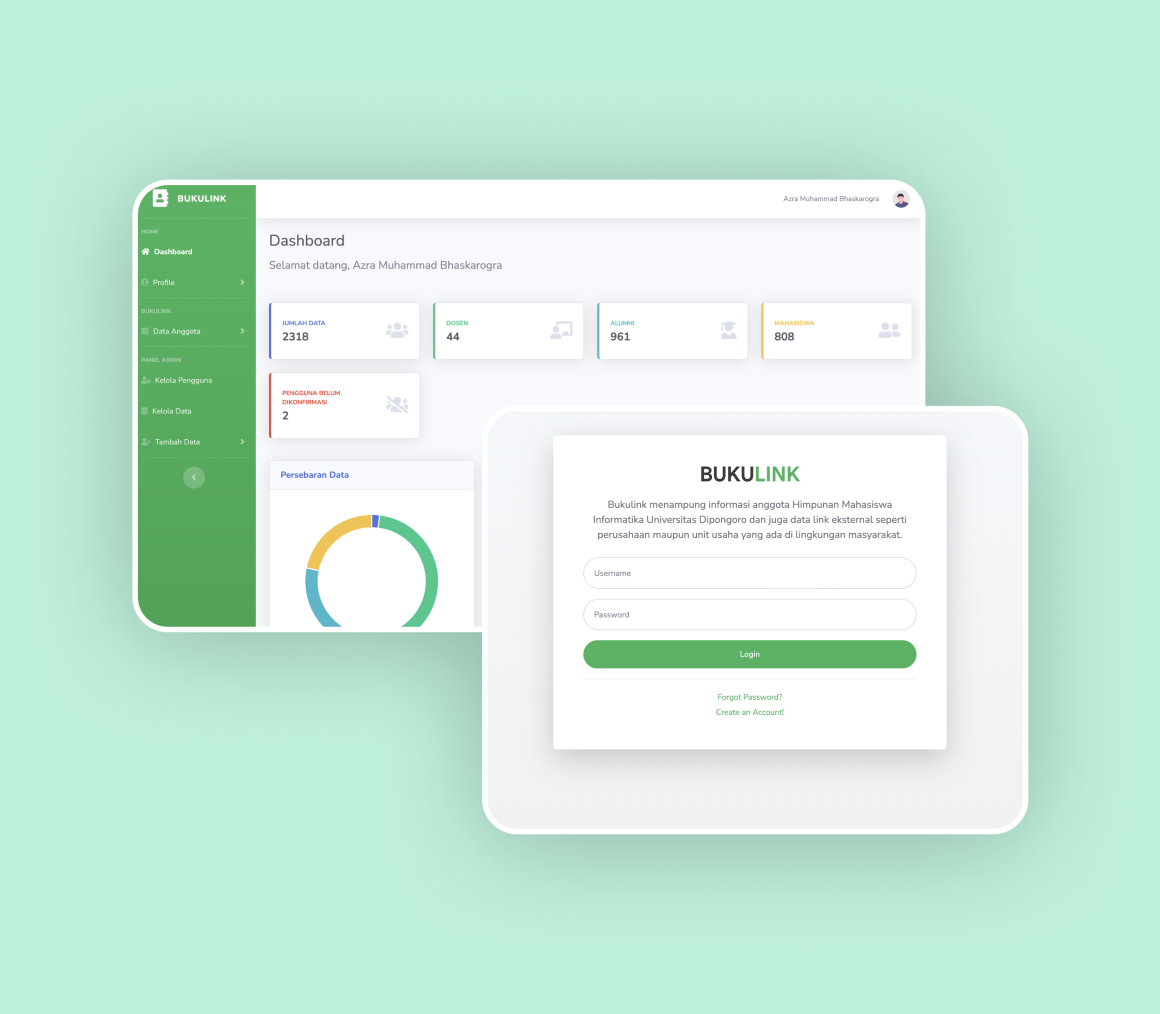 BUKULINK
Azra Muhammad Bhaskarogra
HOME
Dashboard
Profile
BUKULINK
Data Anggota
PANEL ADMIN
Kelola Pengguna
Kelola Data
Tambah Data
Dashboard
Selamat datang, Azra Muhammad Bhaskarogra
JUMLAH DATA
2318
DOSEN
44
ALUMNI
961
MAHASISWA
808
PENGGUNA BELUM
DIKONFIRMASI
2
Persebaran Data
BUKULINK
Bukulink menampung informasi anggota Himpunan Mahasiswa
Informatika Universitas Dipongoro dan juga data link eksternal seperti
perusahaan maupun unit usaha yang ada di lingkungan masyarakat.
Username
Password
Login
Forgot Password?
Create an Account!